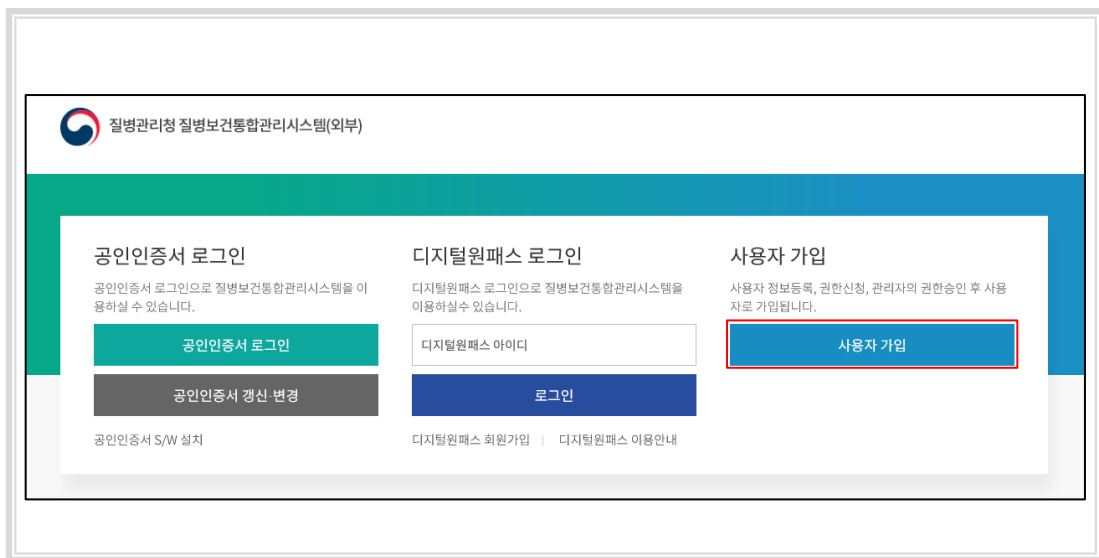 질병관리청 질병보건통합관리시스템(외부)
공인인증서 로그인
공인인증서 로그인으로 질병보건통합관리시스템을 이
용하실 수 있습니다.
공인인증서 로그인
공인인증서 갱신·변경
공인인증서 S/W 설치
디지털원패스 로그인
디지털원패스 로그인으로 질병보건통합관리시스템을
이용하실수 있습니다.
디지털원패스 아이디
로그인
디지털원패스 회원가입 | 디지털원패스 이용안내
사용자 가입
사용자 정보등록, 권한신청, 관리자의 권한승인 후 사용
자로 가입됩니다.
사용자 가입